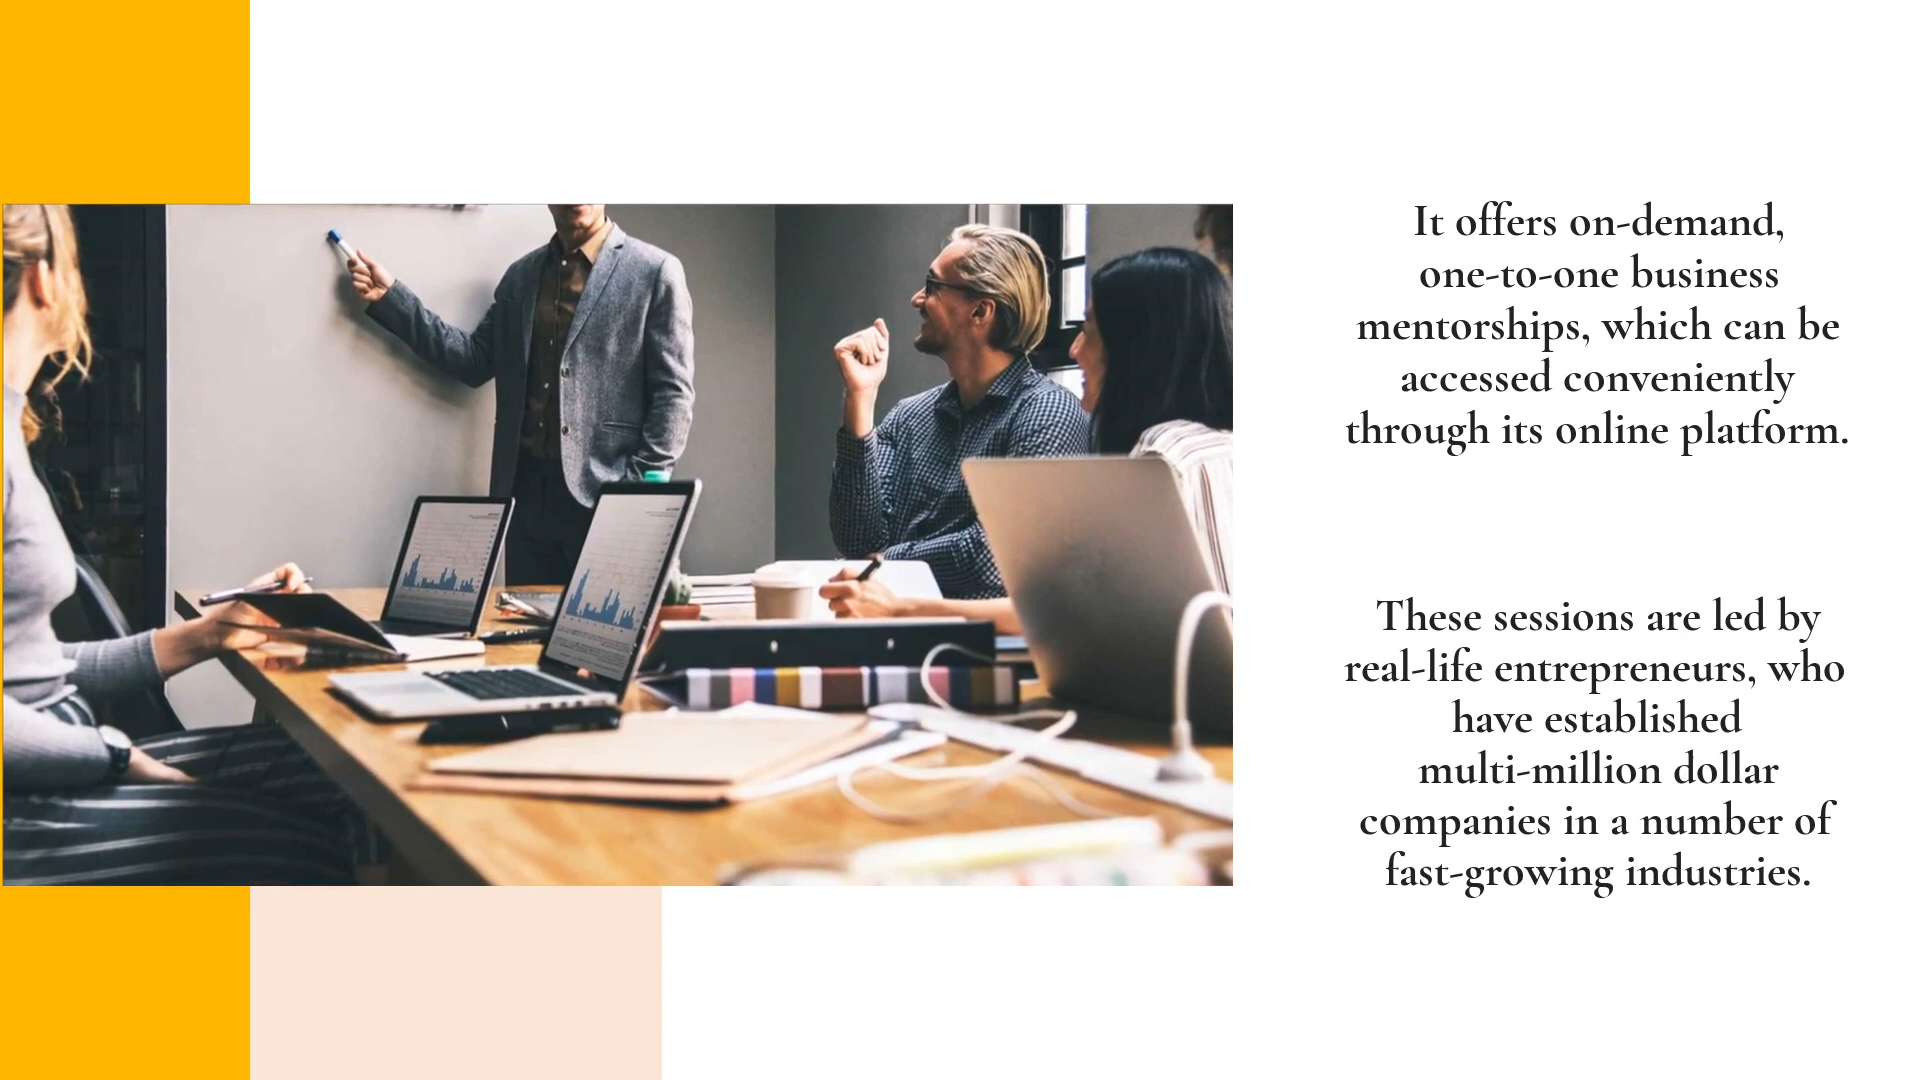 It offers on-demand,
one-to-one business
mentorships, which can be
accessed conveniently
through its online platform.
These sessions are led by
real-life entrepreneurs, who
have established
multi-million dollar
companies in a number of
fast-growing industries.